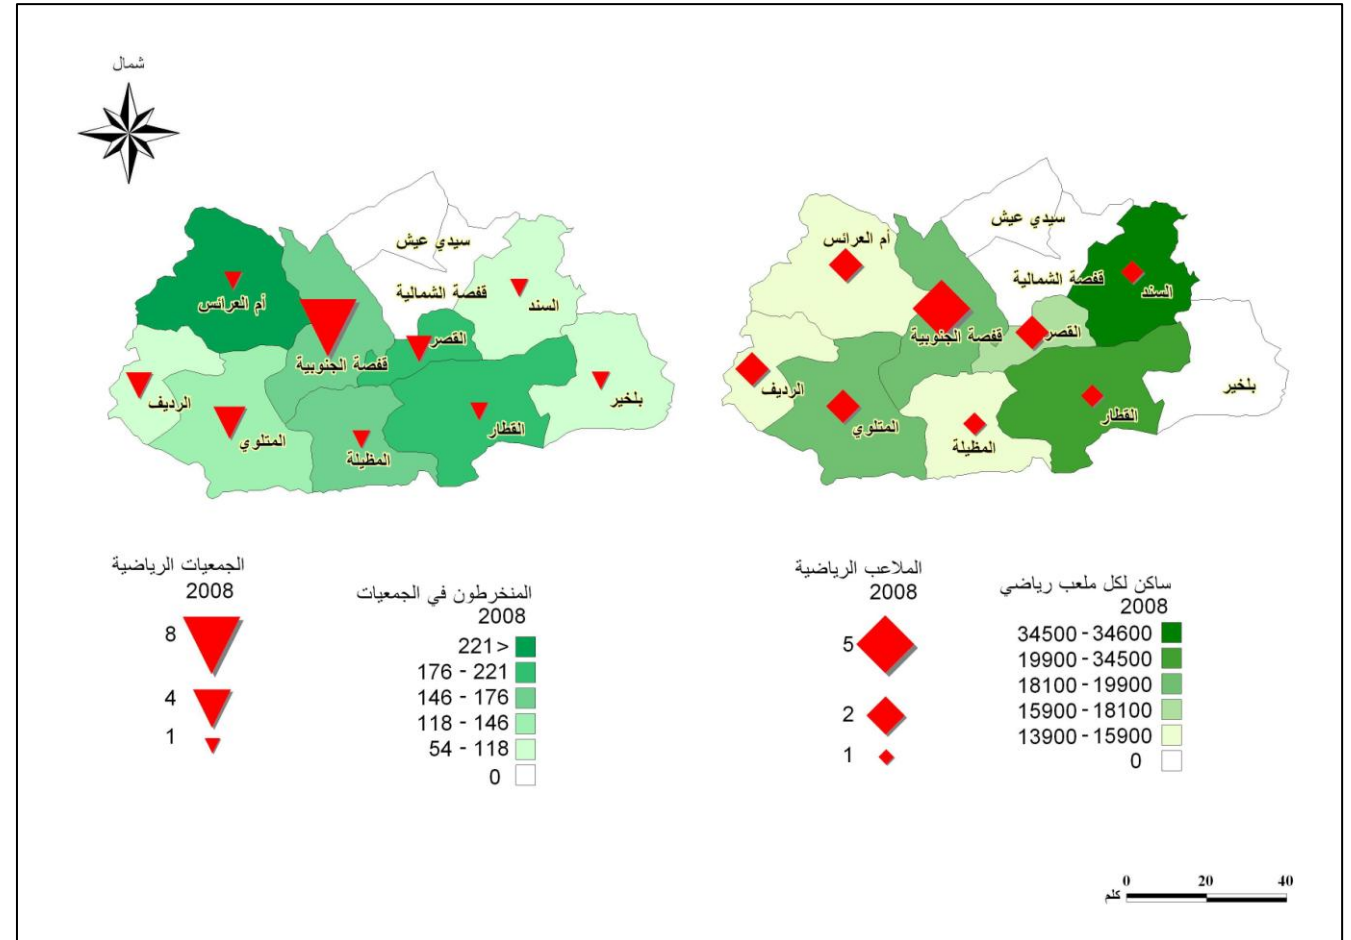 شمال
سيدي عيش
قفصة الشمالية
أم العرائس
السند
القصر
قفصة الجنوبية
بلخير
الرديف
القطار
المتلوي
المظيلة
سيدي عيش
أم العرائس
قفصة الشمالية
السند
القصر
قفصة الجنوبية
بلخير
الرديف
القطار
المتلوي
المظيلة
الجمعيات الرياضية
2008
8
4
1
المنخرطون في الجمعيات
2008
221 <
176 - 221
146 - 176
118 - 146
54 - 118
0
الملاعب الرياضية
2008
5
2
1
ساكن لكل ملعب رياضي
2008
34500 - 34600
19900 - 34500
18100 - 19900
15900 - 18100
13900 - 15900
0
0 20 40
كلم